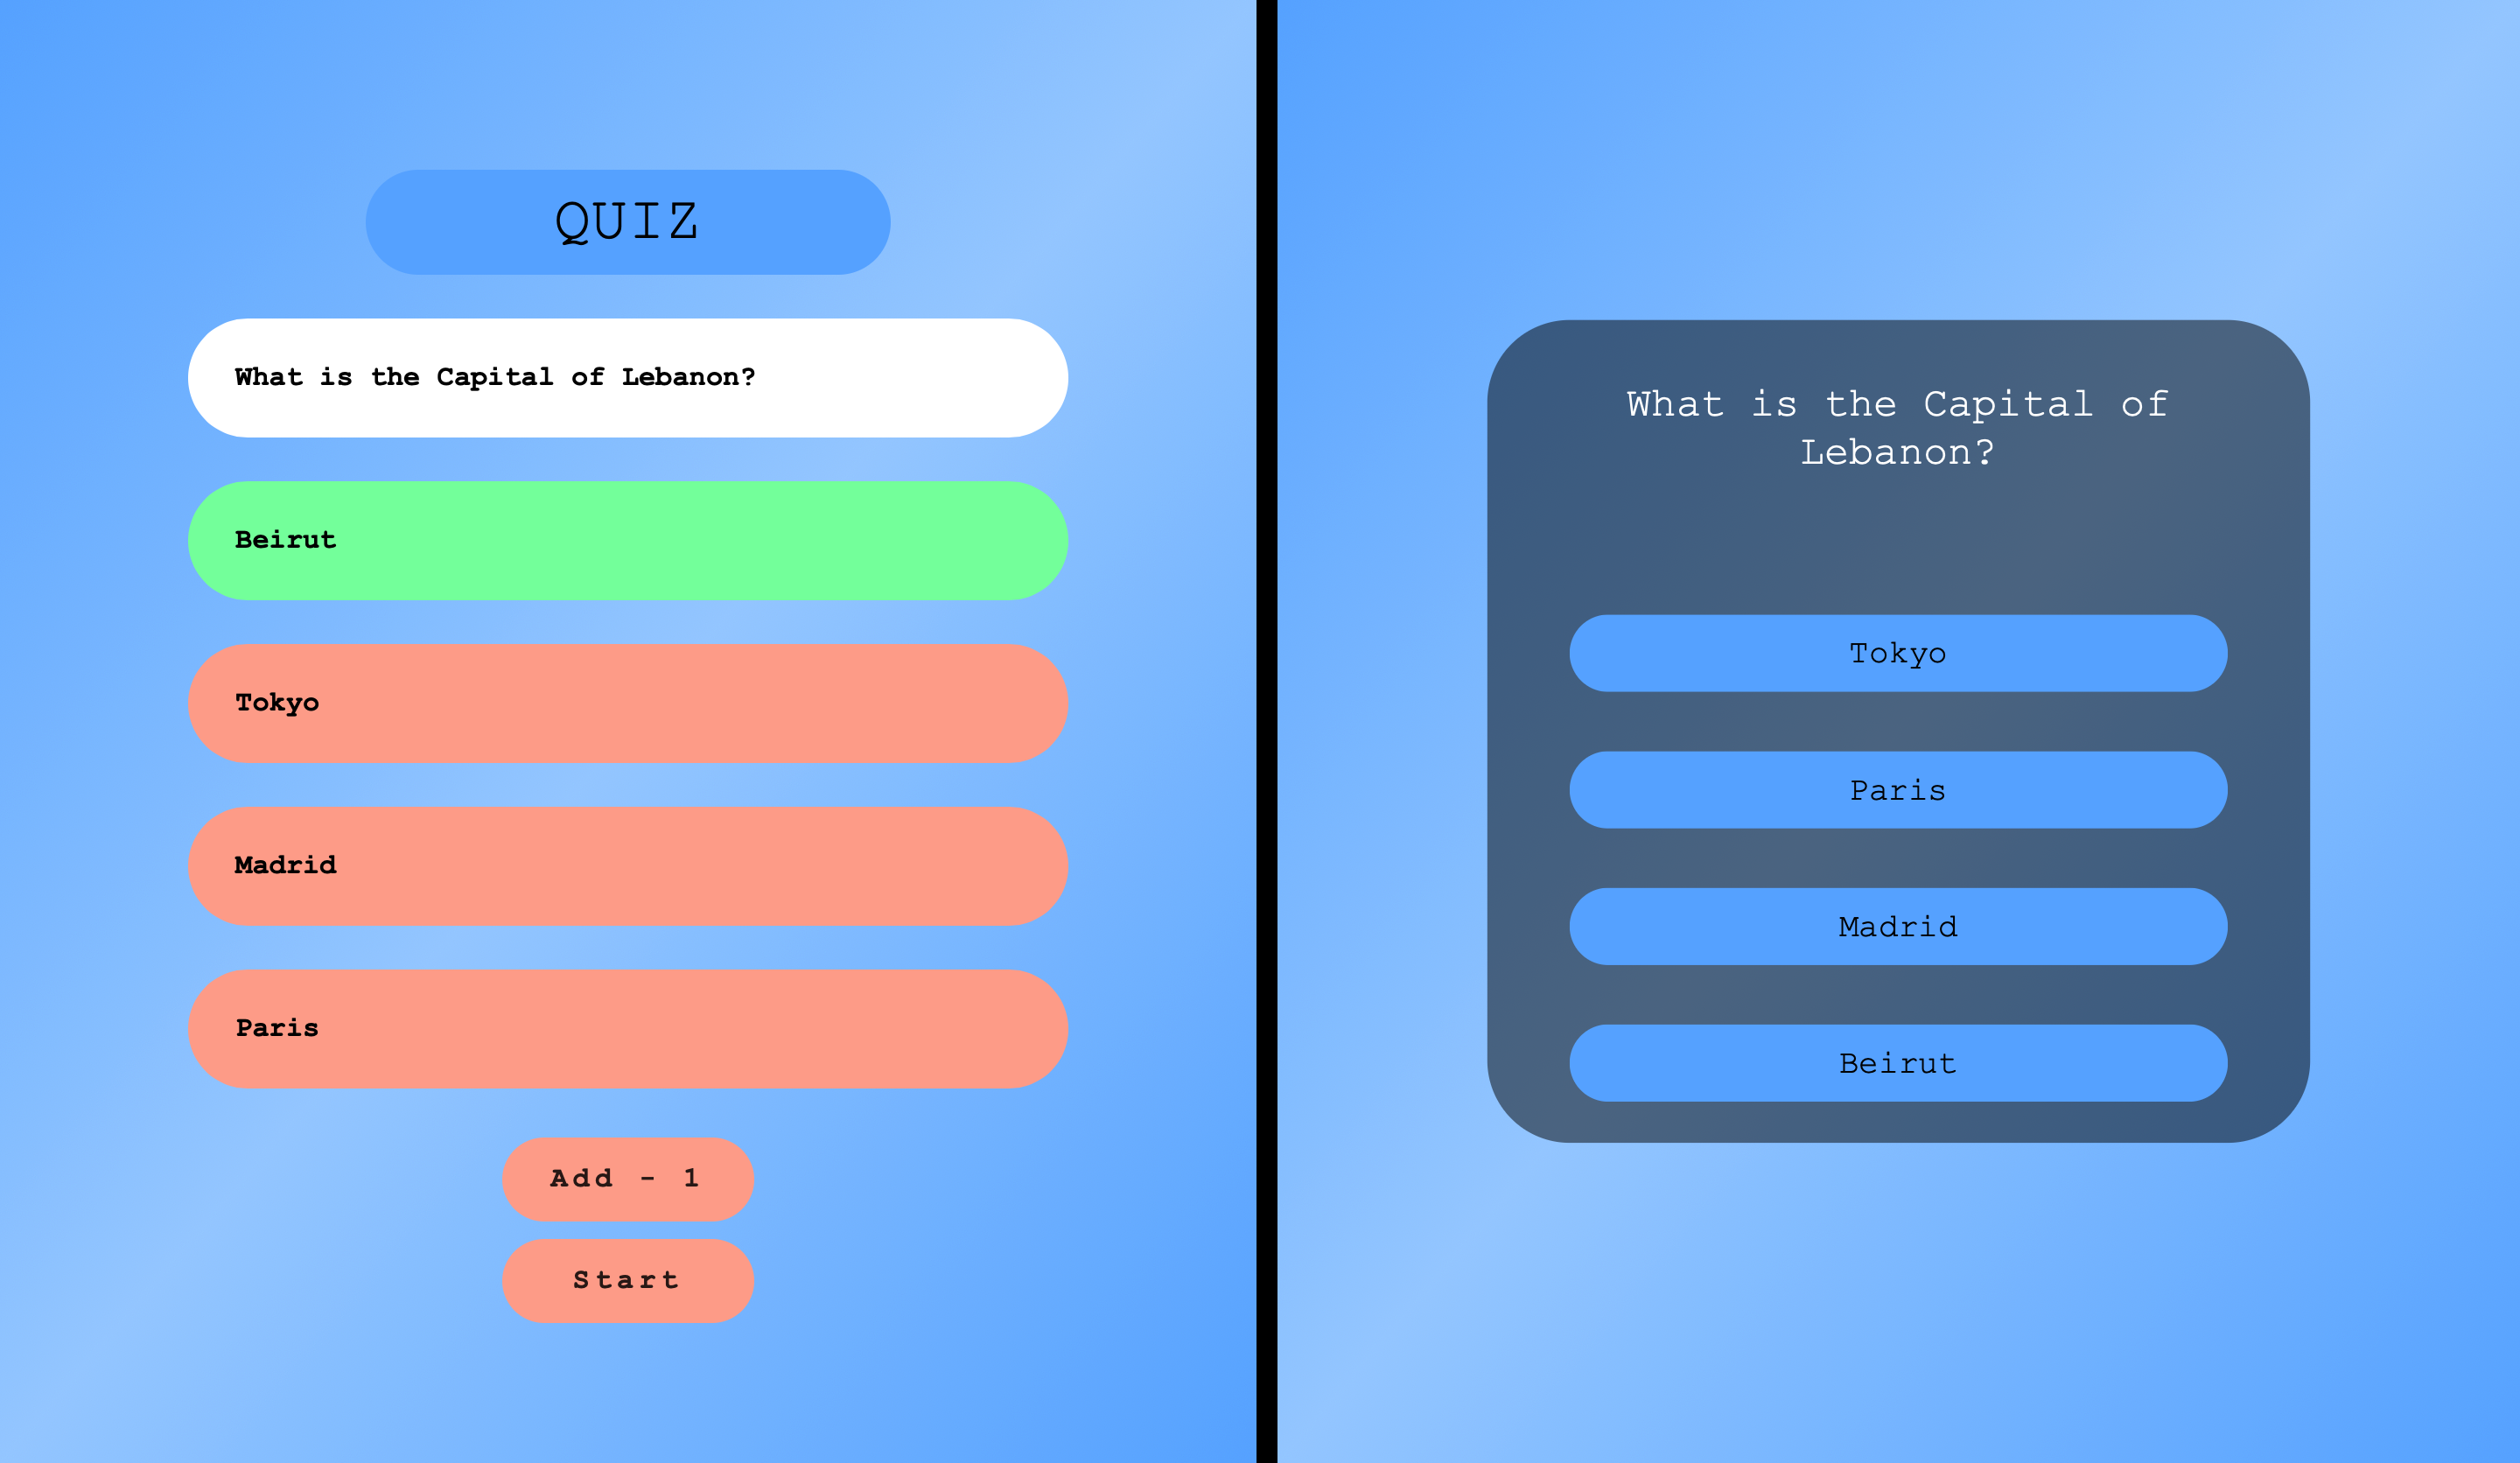 QUIZ
What is the Capital of Lebanon?
Beirut
Tokyo
Madrid
Paris
Add - 1
Start
What is the Capital of
Lebanon?
Tokyo
Paris
Madrid
Beirut